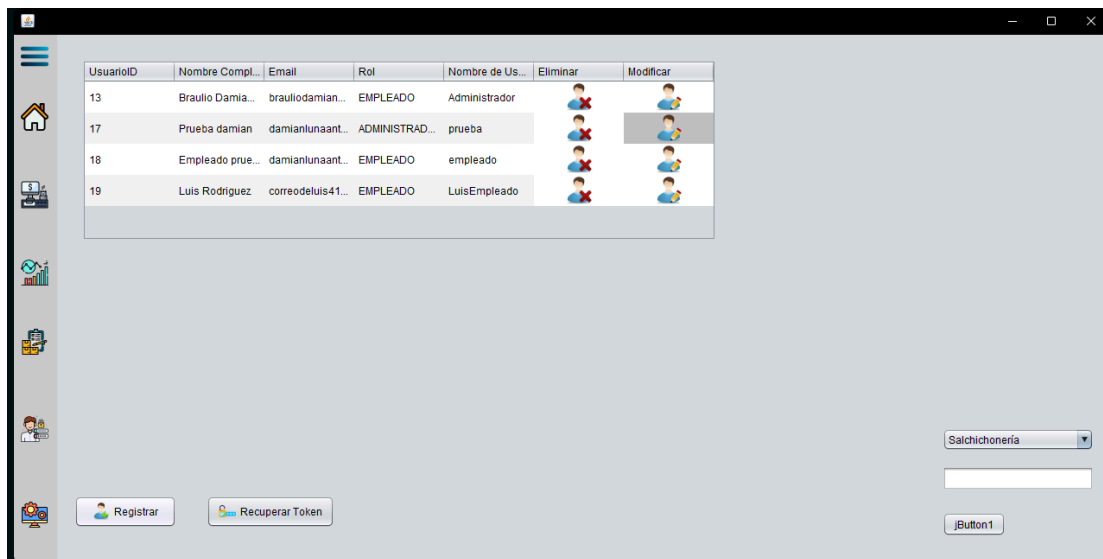 UsuarioID Nombre Compl... Email Rol Nombre de Us... Eliminar Modificar
13 Braulio Damia... brauliodamian... EMPLEADO Administrador
17 Prueba damian damianlunaant... ADMINISTRAD... prueba
18 Empleado prue... damianlunaant... EMPLEADO empleado
19 Luis Rodriguez correodeluis41... EMPLEADO LuisEmpleado
Salchichonería
Registrar Recuperar Token
jButton1